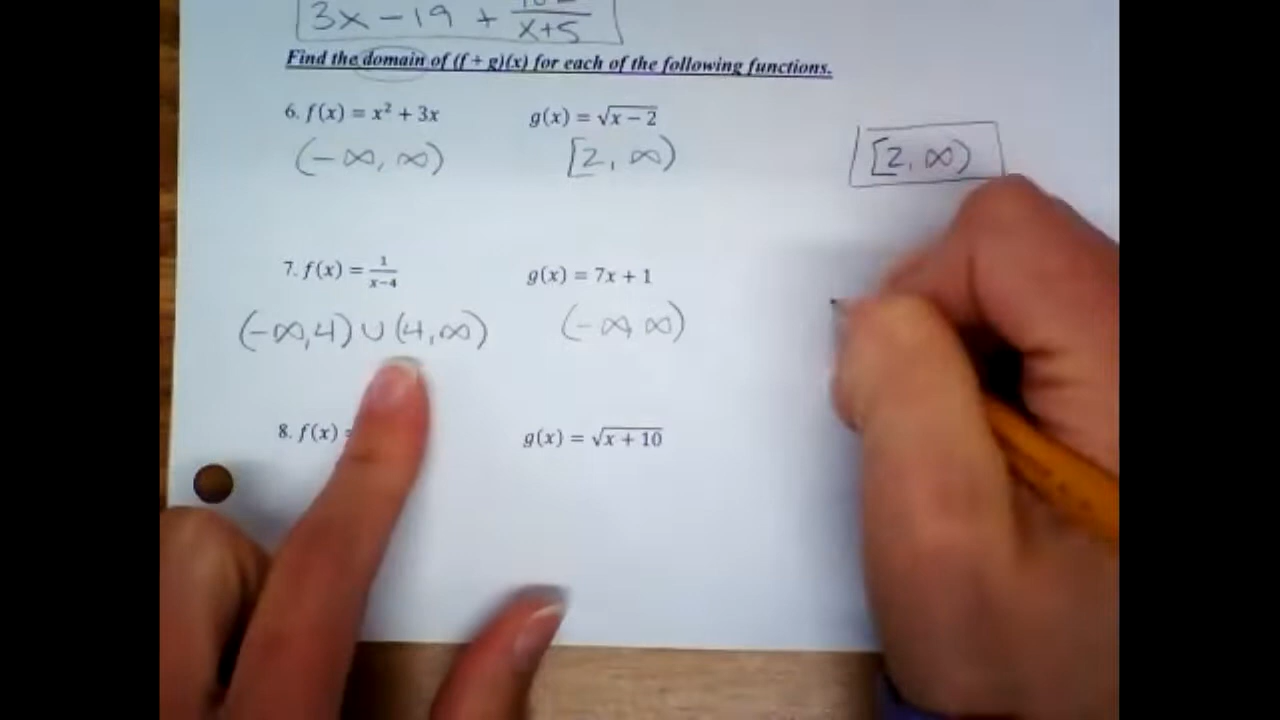 3x - 19 + /x+5
Find the domain of (f + g)(x) for each of the following functions.
6. f(x) = x² + 3x g(x) = √x − 2
(-∞, ∞) [2, ∞) [2, ∞)
7. f(x) = 1/x−4 g(x) = 7x + 1
(-∞,4) ∪ (4,∞) (-∞, ∞)
8. f(x) = g(x) = √x + 10